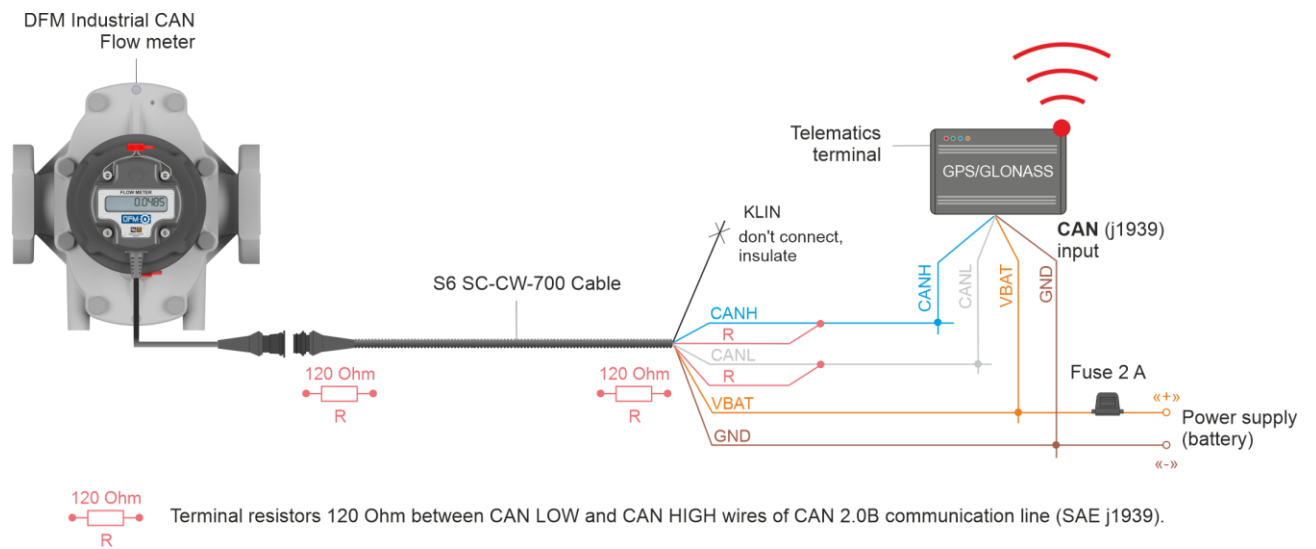 DFM Industrial CAN
Flow meter
FLOW METER
0.0485
DFM
Telematics
terminal
GPS/GLONASS
CAN (j1939)
input
KLIN
don't connect,
insulate
S6 SC-CW-700 Cable
CANH
CANL
VBAT
GND
CANH
R
CANL
R
VBAT
GND
120 Ohm
R
120 Ohm
R
Fuse 2 A
«+»
Power supply
(battery)
«-»
120 Ohm
R
Terminal resistors 120 Ohm between CAN LOW and CAN HIGH wires of CAN 2.0B communication line (SAE j1939).